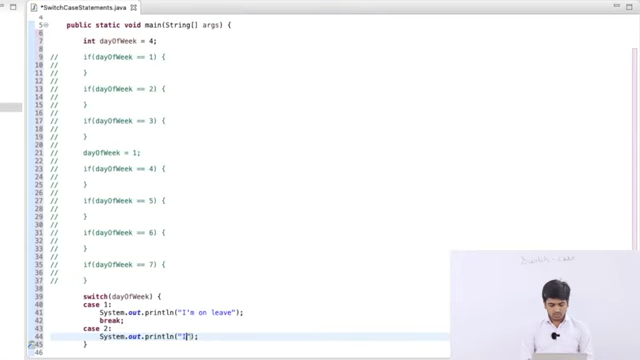 *SwitchCaseStatements.java
4
5 public static void main(String[] args) {
6
7 int dayOfWeek = 4;
8
9 // if(dayOfWeek == 1) {
10 //
11 // }
12 //
13 // if(dayOfWeek == 2) {
14 //
15 // }
16 //
17 // if(dayOfWeek == 3) {
18 //
19 // }
20 //
21 // dayOfWeek = 1;
22 //
23 // if(dayOfWeek == 4) {
24 //
25 // }
26 //
27 // if(dayOfWeek == 5) {
28 //
29 // }
30 //
31 // if(dayOfWeek == 6) {
32 //
33 // }
34 //
35 // if(dayOfWeek == 7) {
36 //
37 // }
38
39 switch(dayOfWeek) {
40 case 1:
41 System.out.println("I'm on leave");
42 break;
43 case 2:
44 System.out.println("I");
45 }
46
Switch-case